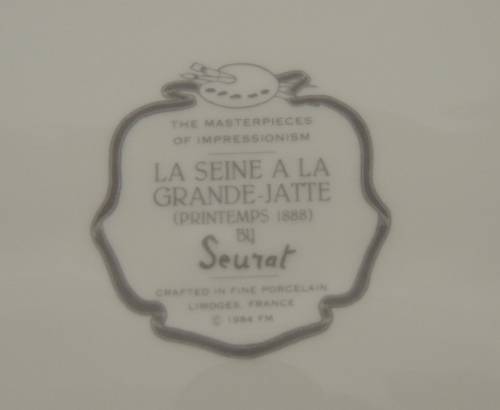 THE MASTERPIECES
OF IMPRESSIONISM
LA SEINE A LA
GRANDE-JATTE
(PRINTEMPS 1888)
BY
Seurat
CRAFTED IN FINE PORCELAIN
LIMOGES, FRANCE
© 1984 FM